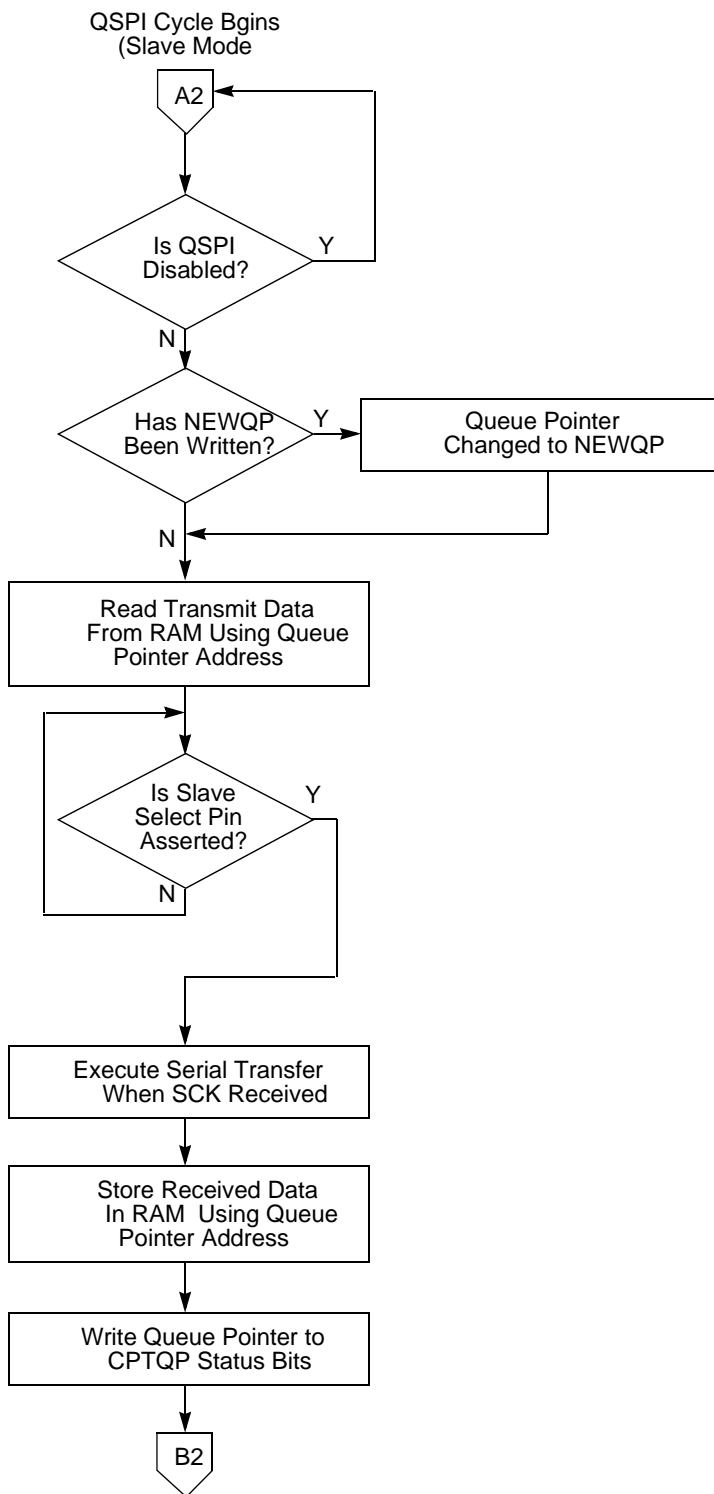 QSPI Cycle Bgins
(Slave Mode
A2
Is QSPI
Disabled?
Y
N
Has NEWQP
Been Written?
Y
Queue Pointer
Changed to NEWQP
N
Read Transmit Data
From RAM Using Queue
Pointer Address
Is Slave
Select Pin
Asserted?
Y
N
Execute Serial Transfer
When SCK Received
Store Received Data
In RAM Using Queue
Pointer Address
Write Queue Pointer to
CPTQP Status Bits
B2